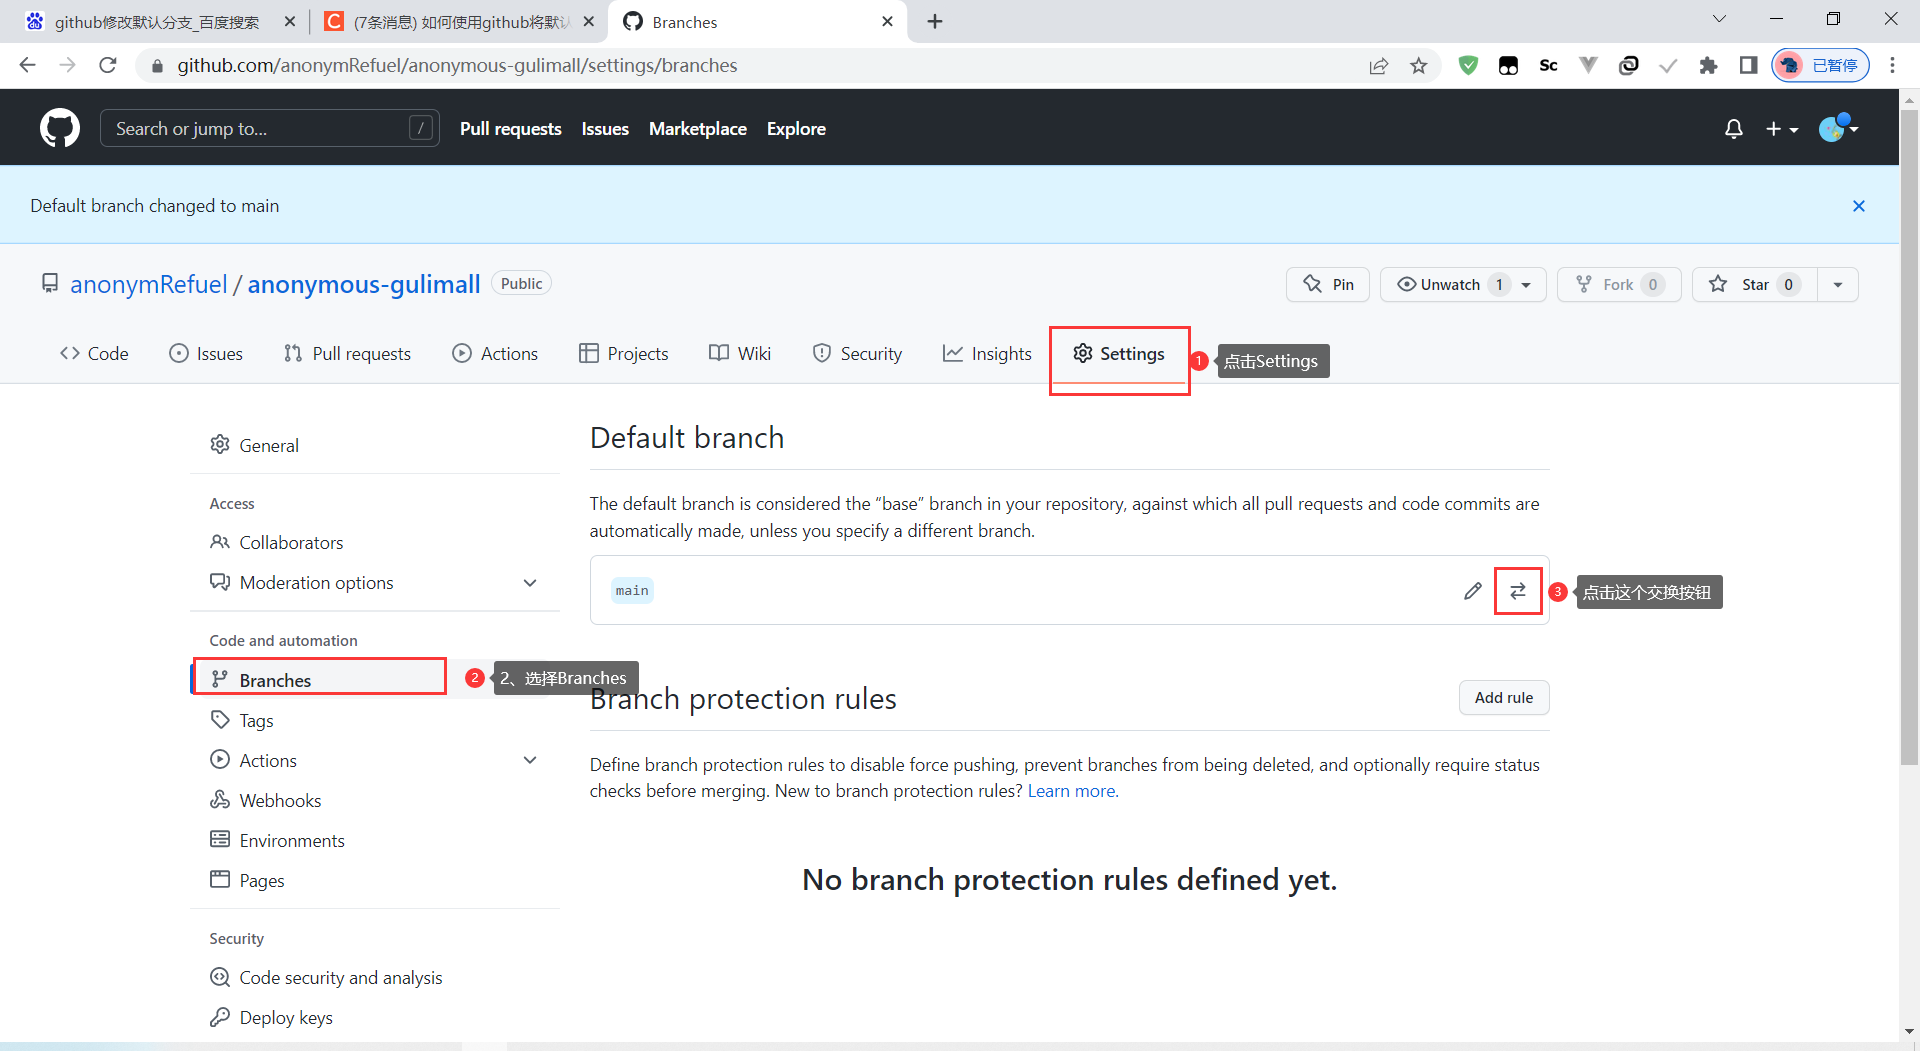 github修改默认分支_百度搜索
(7条消息) 如何使用github将默认
Branches
github.com/anonymRefuel/anonymous-gulimall/settings/branches
Sc
已暂停
Search or jump to...
/
Pull requests
Issues
Marketplace
Explore
Default branch changed to main
anonymRefuel / anonymous-gulimall
Public
Pin
Unwatch 1
Fork 0
Star 0
Code
Issues
Pull requests
Actions
Projects
Wiki
Security
Insights
Settings
1
点击Settings
General
Access
Collaborators
Moderation options
Code and automation
Branches
2
2、选择Branches
Tags
Actions
Webhooks
Environments
Pages
Security
Code security and analysis
Deploy keys
Default branch
The default branch is considered the “base” branch in your repository, against which all pull requests and code commits are
automatically made, unless you specify a different branch.
main
3
点击这个交换按钮
Branch protection rules
Add rule
Define branch protection rules to disable force pushing, prevent branches from being deleted, and optionally require status
checks before merging. New to branch protection rules? Learn more.
No branch protection rules defined yet.